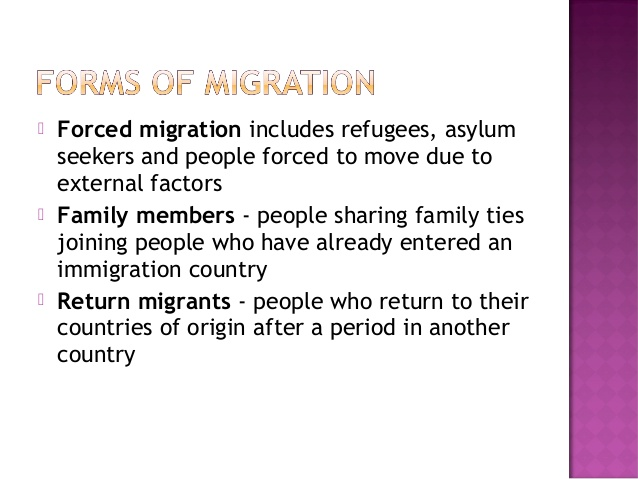 FORMS OF MIGRATION
Forced migration includes refugees, asylum
seekers and people forced to move due to
external factors
Family members - people sharing family ties
joining people who have already entered an
immigration country
Return migrants - people who return to their
countries of origin after a period in another
country